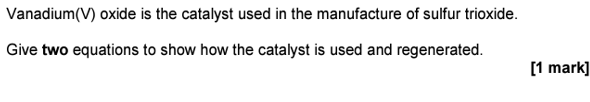 Vanadium(V) oxide is the catalyst used in the manufacture of sulfur trioxide.
Give two equations to show how the catalyst is used and regenerated.
[1 mark]